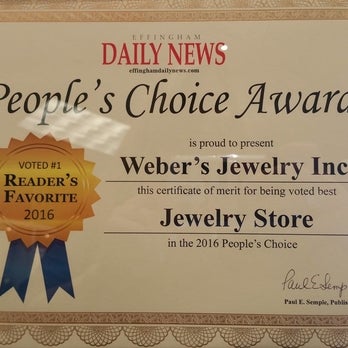 EFFINGHAM
DAILY NEWS
effinghamdailynews.com
People's Choice Award
is proud to present
VOTED #1
READER'S
FAVORITE
2016
Weber's Jewelry Inc
this certificate of merit for being voted best
Jewelry Store
in the 2016 People's Choice
Paul E. Semp
Paul E. Semple, Publis